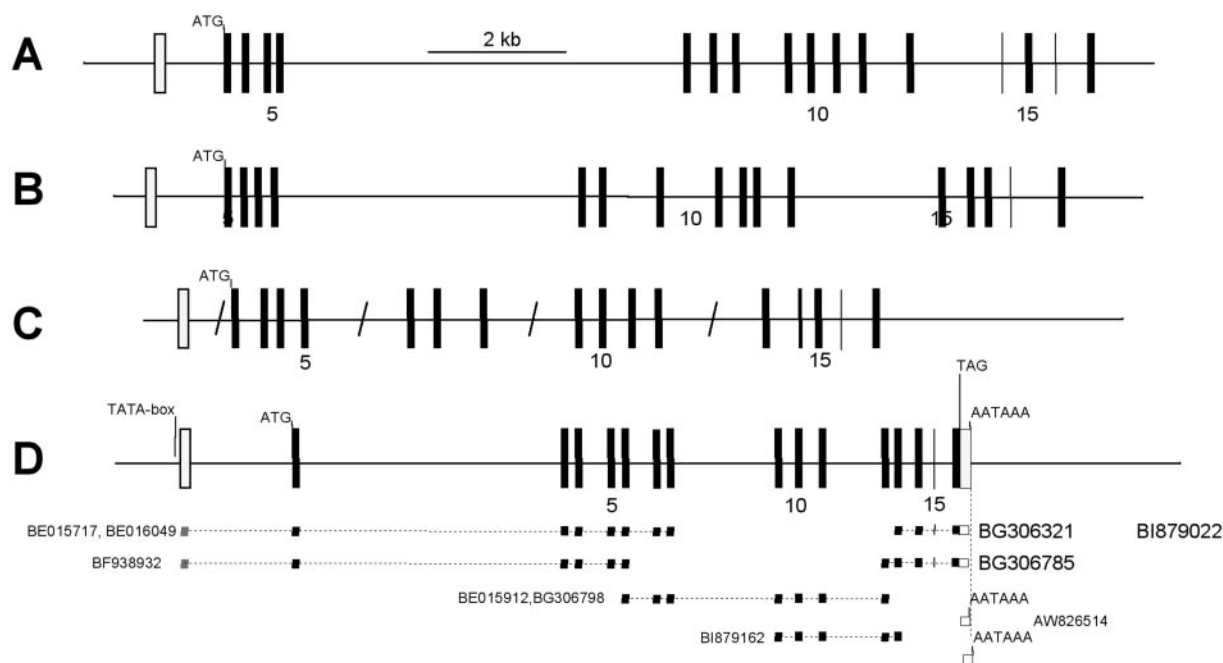 A
ATG
2 kb
5
10
15
B
ATG
5
10
15
C
ATG
5
10
15
TAG
D
TATA-box
ATG
AATAAA
5
10
15
BE015717, BE016049
BG306321
BI879022
BF938932
BG306785
BE015912,BG306798
AATAAA
AW826514
BI879162
AATAAA